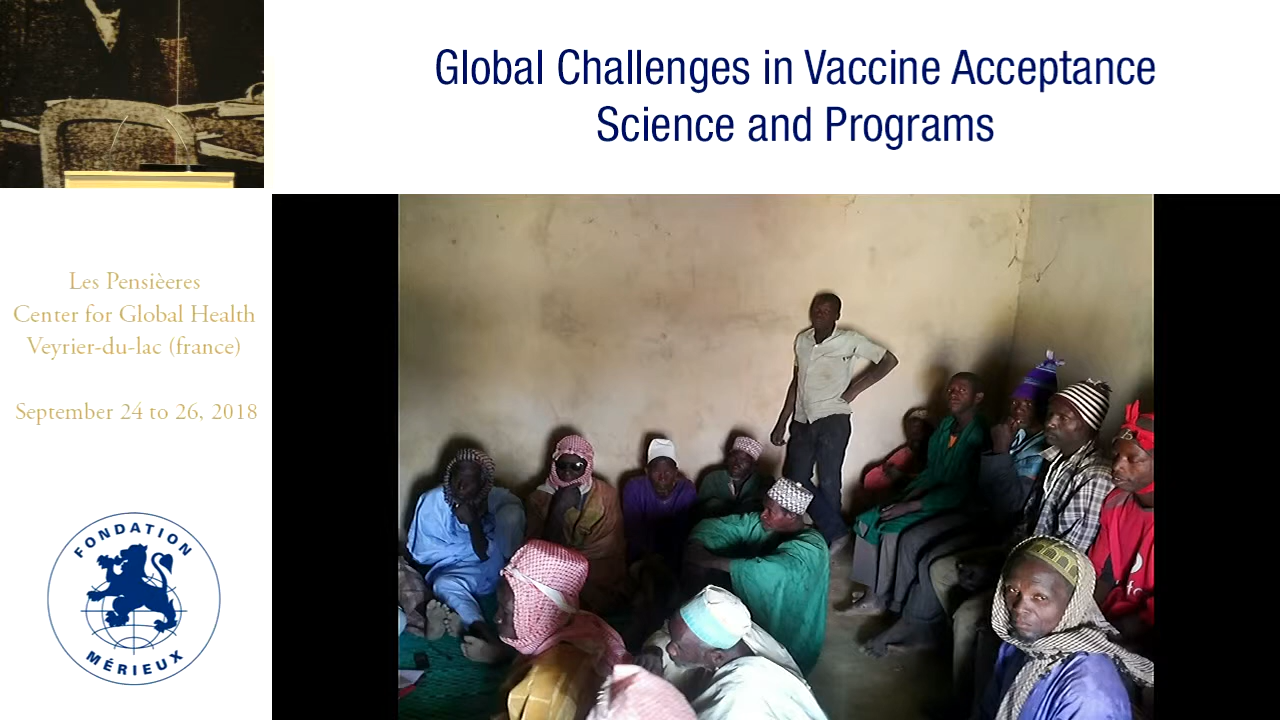 Global Challenges in Vaccine Acceptance
Science and Programs
Les Pensièeres
Center for Global Health
Veyrier-du-lac (france)
September 24 to 26, 2018
FONDATION
MÉRIEUX